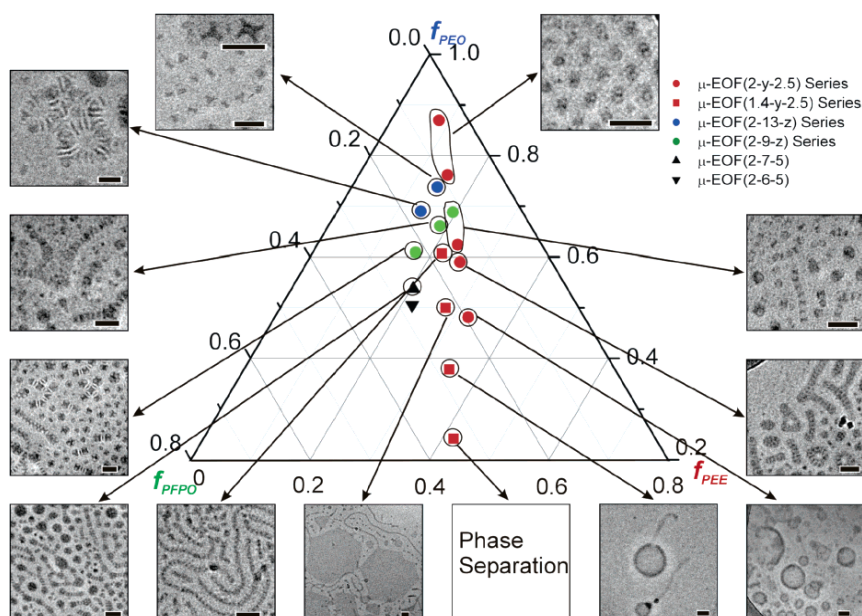 f_PEO
0.0
1.0
μ-EOF(2-y-2.5) Series
μ-EOF(1.4-y-2.5) Series
μ-EOF(2-13-z) Series
μ-EOF(2-9-z) Series
μ-EOF(2-7-5)
μ-EOF(2-6-5)
0.2
0.8
0.4
0.6
0.6
0.4
0.8
0.2
0
0.2
0.4
0.6
0.8
f_PFPO
f_PEE
Phase
Separation